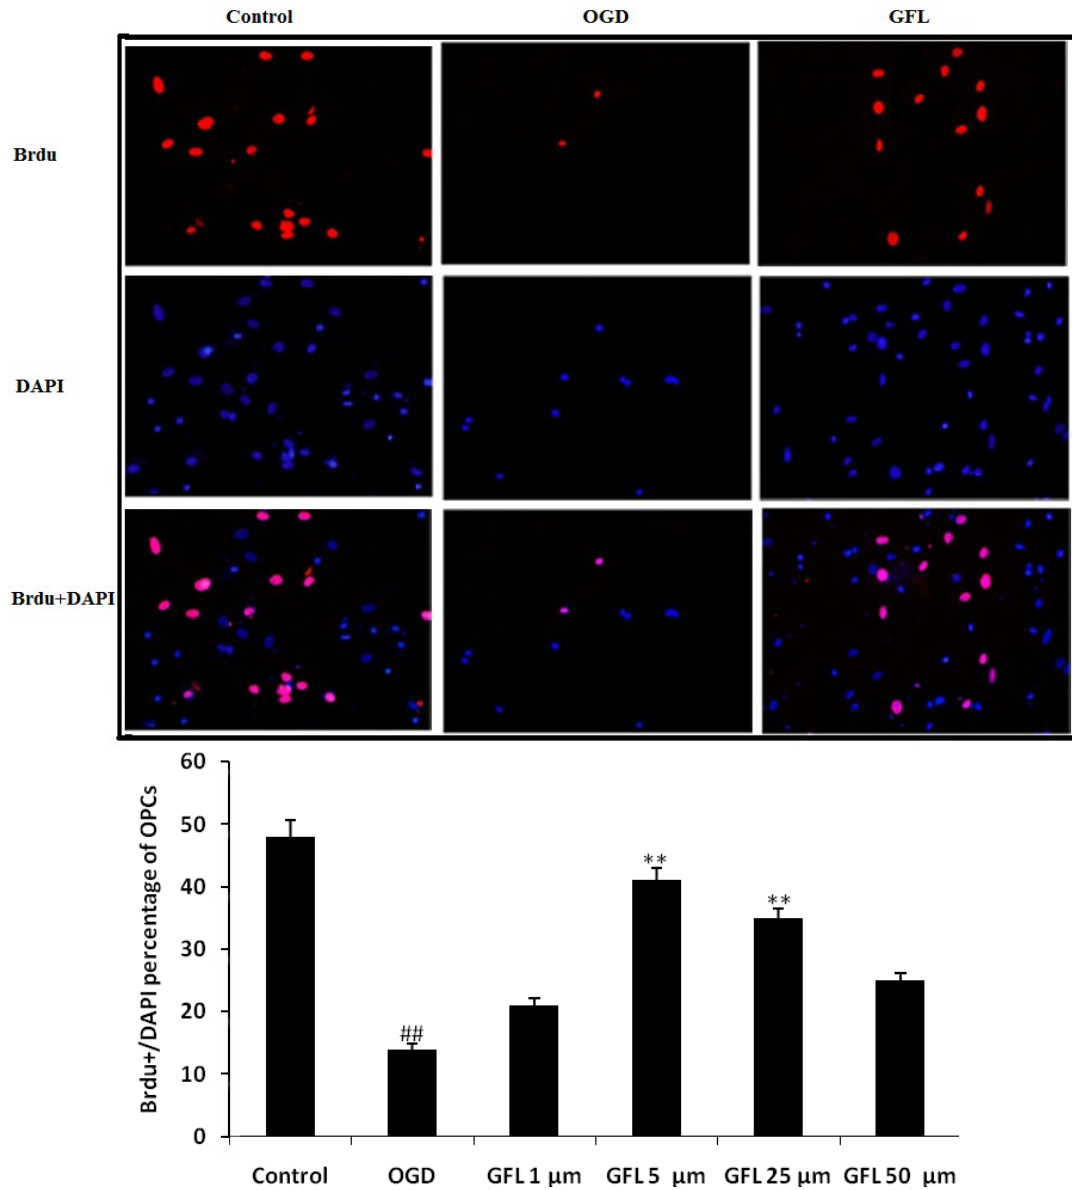 Control OGD GFL
Brdu
DAPI
Brdu+DAPI
Brdu+/DAPI percentage of OPCs
60
50
40
30
20
10
0
##
**
**
Control OGD GFL 1 μm GFL 5 μm GFL 25 μm GFL 50 μm